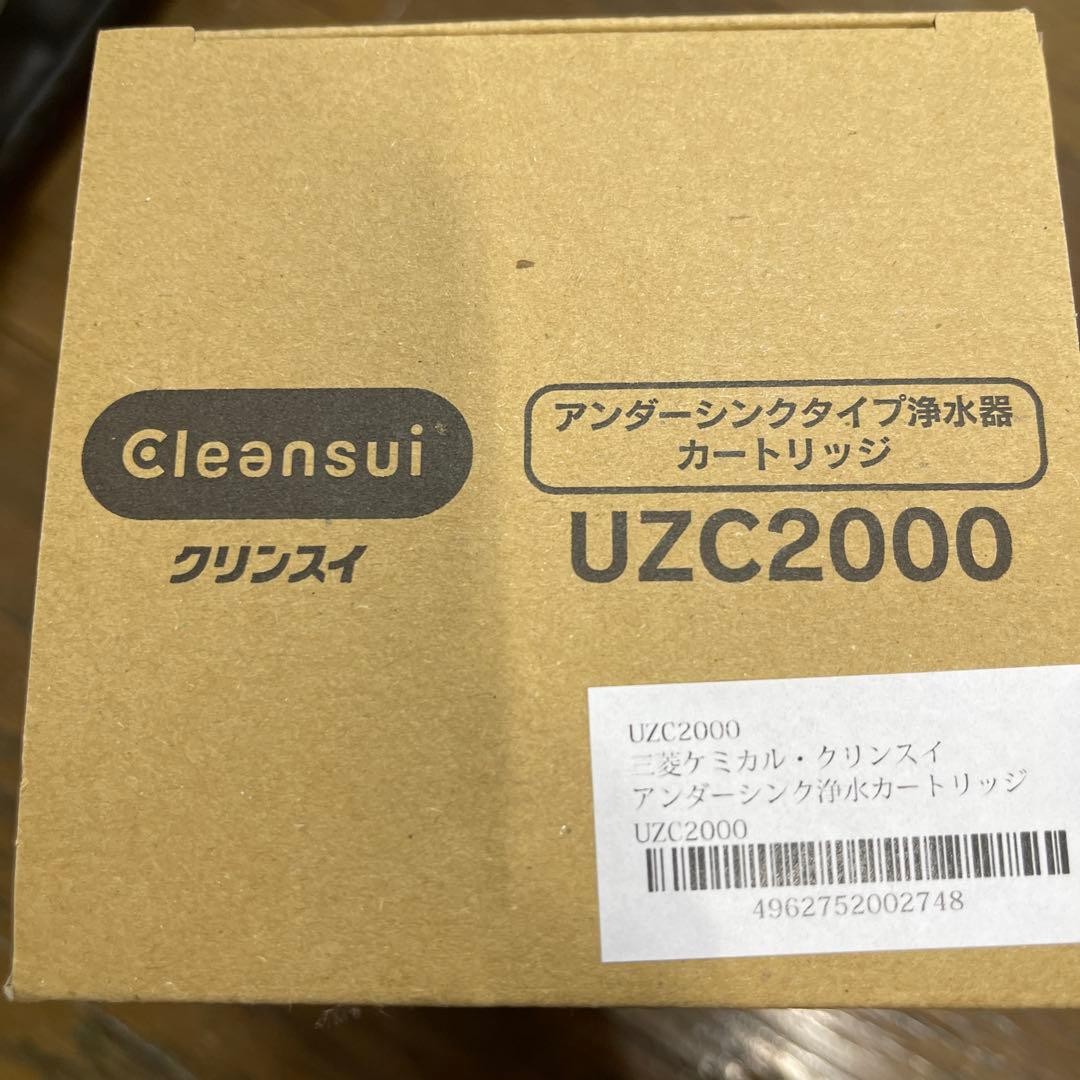 Cleansui
クリンスイ
アンダーシンクタイプ浄水器
カートリッジ
UZC2000
UZC2000
三菱ケミカル・クリンスイ
アンダーシンク浄水カートリッジ
UZC2000
4962752002748